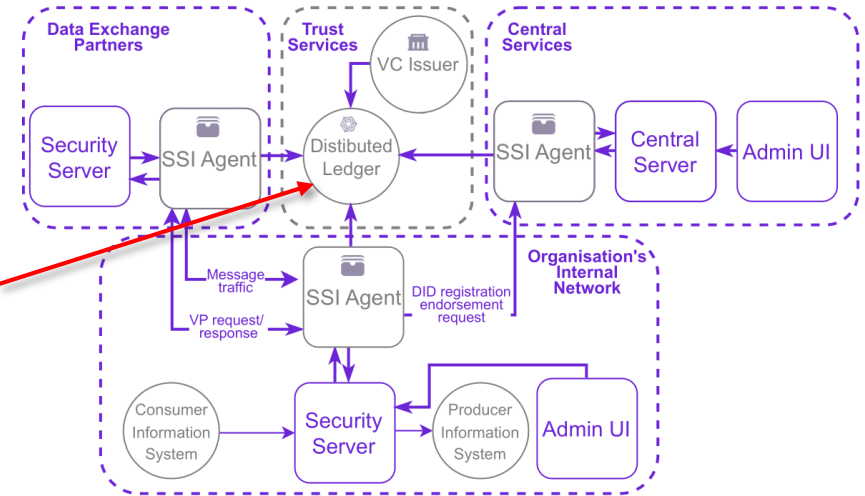 Data Exchange
Partners
Trust
Services
Central
Services
VC Issuer
Security
Server
SSI Agent
Distibuted
Ledger
SSI Agent
Central
Server
Admin UI
Organisation's
Internal
Network
Message
traffic
SSI Agent
DID registration
endorsement
request
VP request/
response
Consumer
Information
System
Security
Server
Producer
Information
System
Admin UI